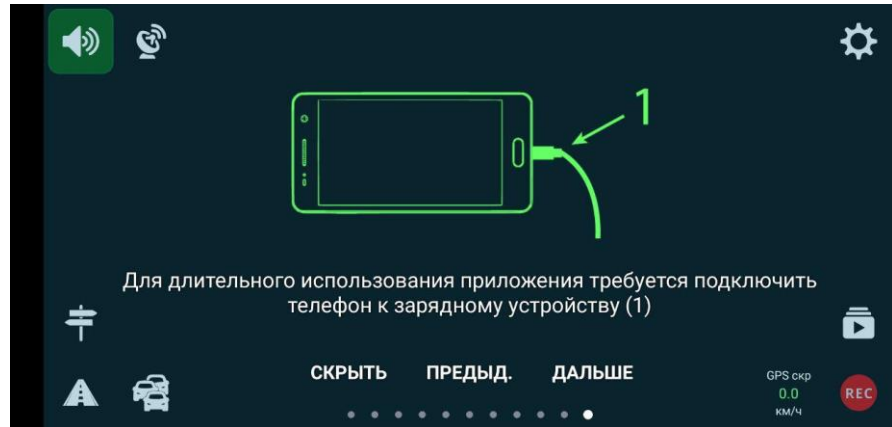 1
Для длительного использования приложения требуется подключить
телефон к зарядному устройству (1)
СКРЫТЬ ПРЕДЫД. ДАЛЬШЕ
GPS скр
0.0
км/ч
REC